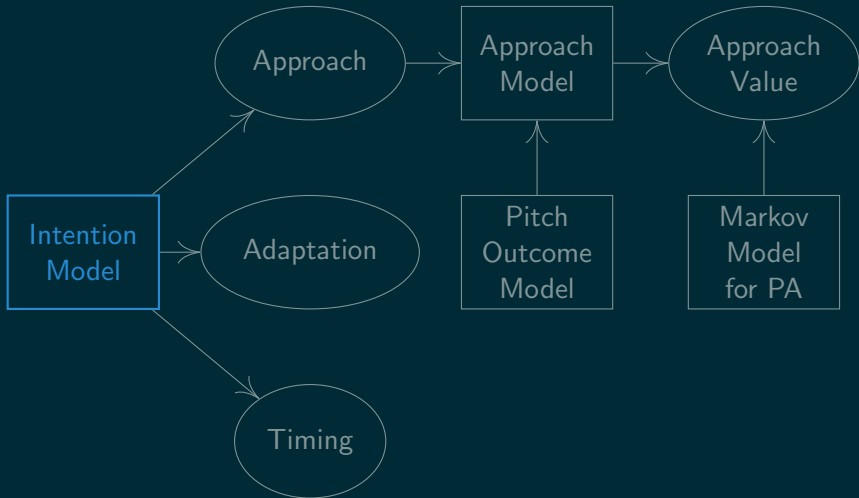 Approach
Approach
Model
Approach
Value
Intention
Model
Adaptation
Pitch
Outcome
Model
Markov
Model
for PA
Timing